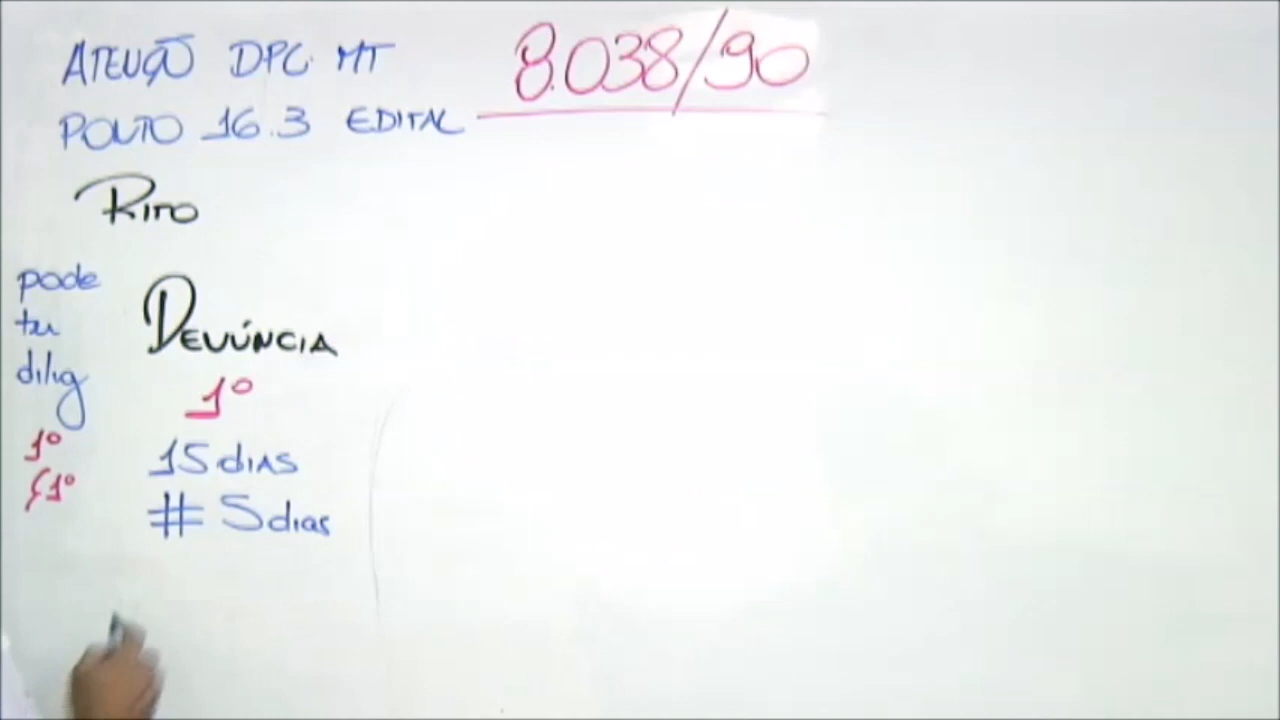 ATENÇÃO DPC MT
8.038/90
PONTO 16.3 EDITAL
RITO
pode
ter
dilig
1º
§1º
DENÚNCIA
1º
15 dias
# 5 dias